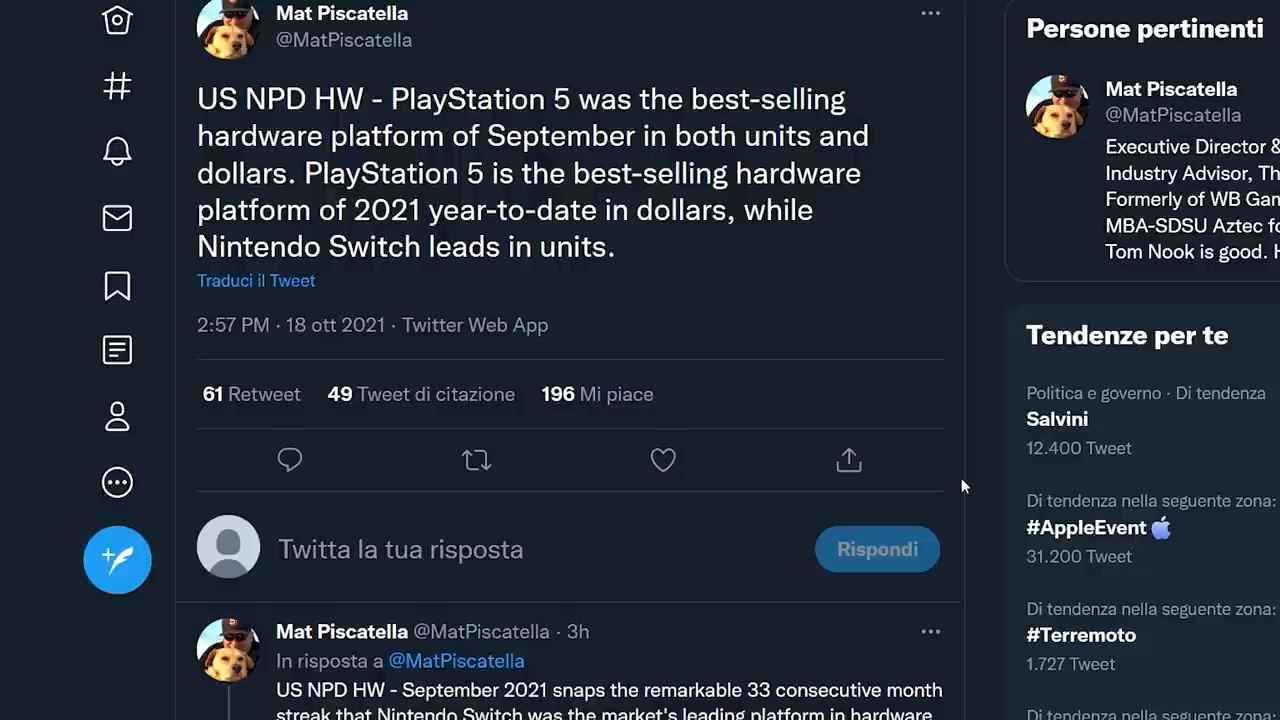 Mat Piscatella
@MatPiscatella
US NPD HW - PlayStation 5 was the best-selling
hardware platform of September in both units and
dollars. PlayStation 5 is the best-selling hardware
platform of 2021 year-to-date in dollars, while
Nintendo Switch leads in units.
Traduci il Tweet
2:57 PM · 18 ott 2021 · Twitter Web App
61 Retweet 49 Tweet di citazione 196 Mi piace
Twitta la tua risposta
Rispondi
Mat Piscatella @MatPiscatella · 3h
In risposta a @MatPiscatella
US NPD HW - September 2021 snaps the remarkable 33 consecutive month
streak that Nintendo Switch was the market's leading platform in hardware
Persone pertinenti
Mat Piscatella
@MatPiscatella
Executive Director &
Industry Advisor, Th
Formerly of WB Gam
MBA-SDSU Aztec fo
Tom Nook is good. H
Tendenze per te
Politica e governo · Di tendenza
Salvini
12.400 Tweet
Di tendenza nella seguente zona:
#AppleEvent
31.200 Tweet
Di tendenza nella seguente zona:
#Terremoto
1.727 Tweet
Di tendenza nella seguente zona: